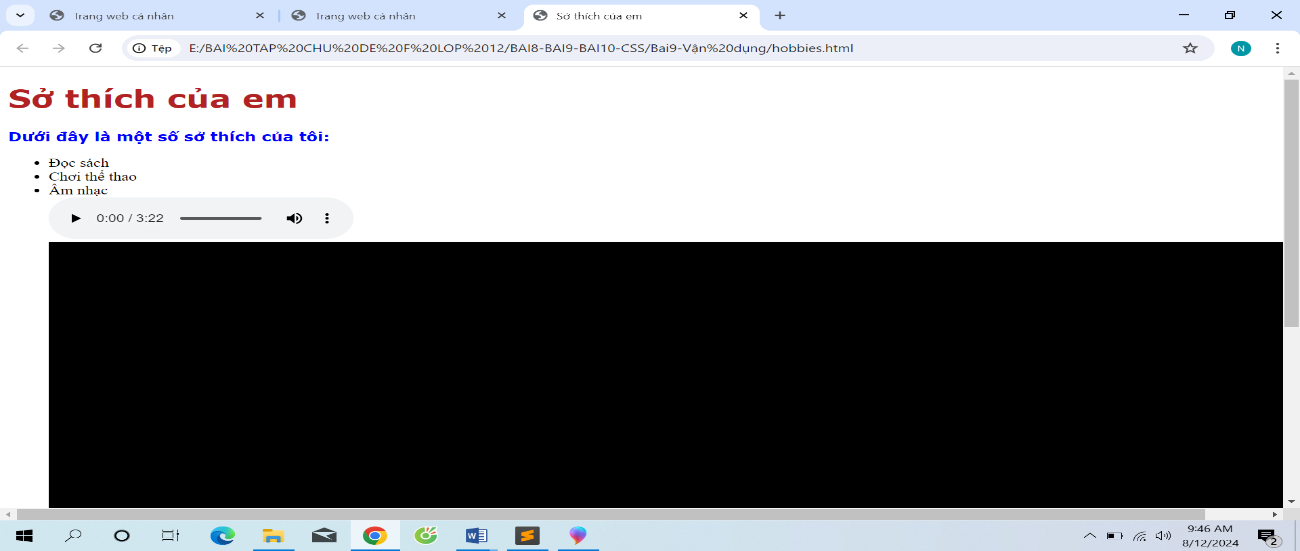 Trang web cá nhân
Trang web cá nhân
Sở thích của em
Tệp
E:/BAI%20TAP%20CHU%20DE%20F%20LOP%2012/BAI8-BAI9-BAI10-CSS/Bai9-Vận%20dụng/hobbies.html
N
Sở thích của em
Dưới đây là một số sở thích của tôi:
Đọc sách
Chơi thể thao
Âm nhạc
0:00 / 3:22
9:46 AM
8/12/2024
2